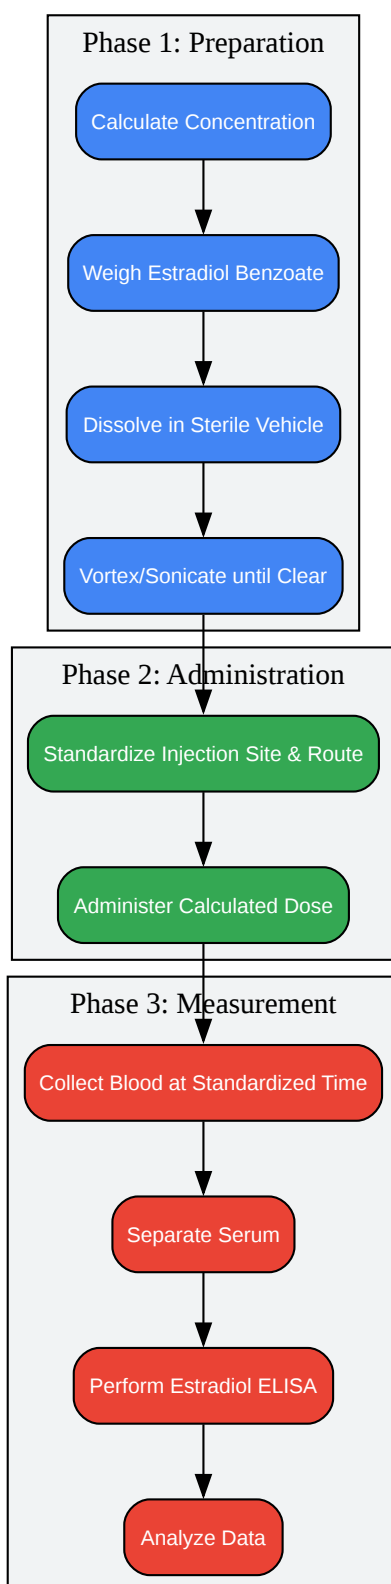 Phase 1: Preparation
Calculate Concentration
Weigh Estradiol Benzoate
Dissolve in Sterile Vehicle
Vortex/Sonicate until Clear
Phase 2: Administration
Standardize Injection Site & Route
Administer Calculated Dose
Phase 3: Measurement
Collect Blood at Standardized Time
Separate Serum
Perform Estradiol ELISA
Analyze Data